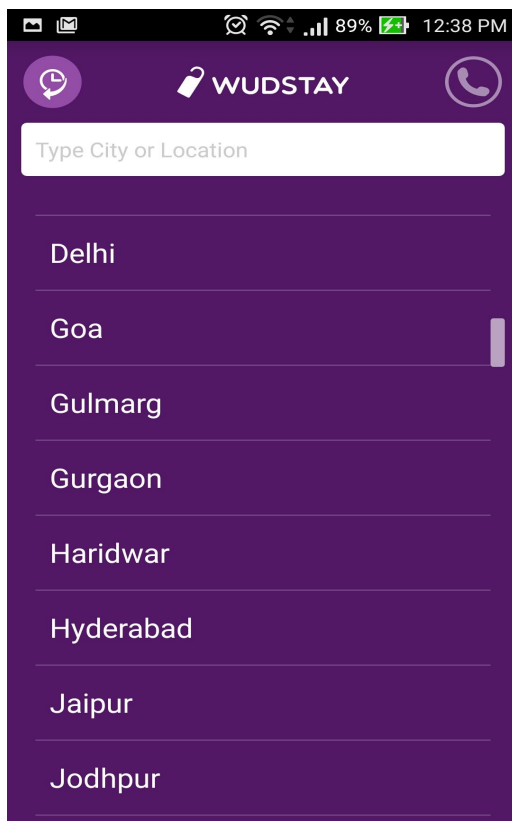 89% 12:38 PM
WUDSTAY
Type City or Location
Delhi
Goa
Gulmarg
Gurgaon
Haridwar
Hyderabad
Jaipur
Jodhpur